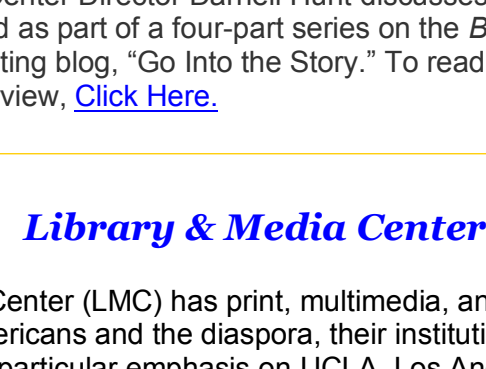 Center Director Darnell Hunt discusses
d as part of a four-part series on the B
ting blog, “Go Into the Story.” To read
view, Click Here.
Library & Media Center
Center (LMC) has print, multimedia, an
ericans and the diaspora, their instituti
particular emphasis on UCLA, Los An